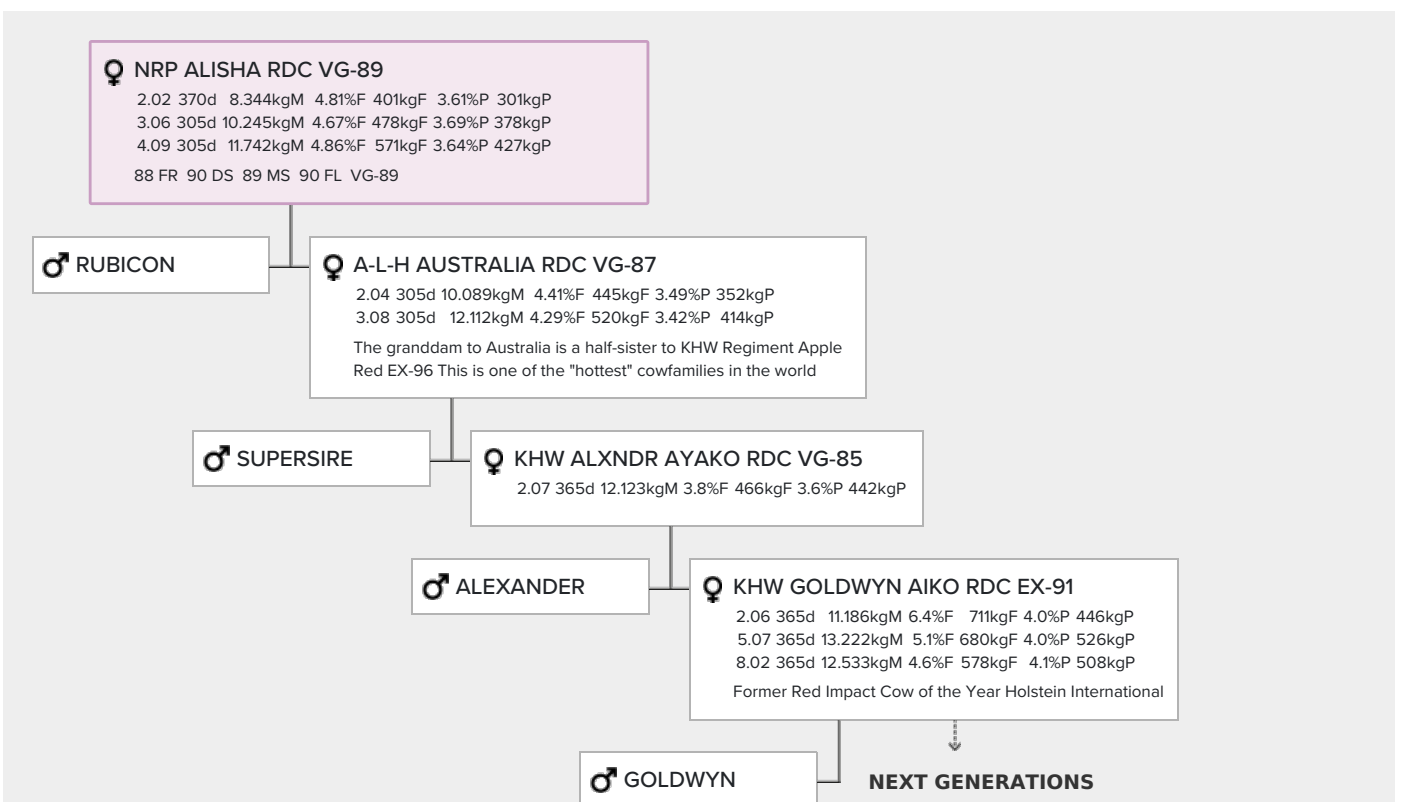 NRP ALISHA RDC VG-89
2.02 370d 8.344kgM 4.81%F 401kgF 3.61%P 301kgP
3.06 305d 10.245kgM 4.67%F 478kgF 3.69%P 378kgP
4.09 305d 11.742kgM 4.86%F 571kgF 3.64%P 427kgP
88 FR 90 DS 89 MS 90 FL VG-89
RUBICON
A-L-H AUSTRALIA RDC VG-87
2.04 305d 10.089kgM 4.41%F 445kgF 3.49%P 352kgP
3.08 305d 12.112kgM 4.29%F 520kgF 3.42%P 414kgP
The granddam to Australia is a half-sister to KHW Regiment Apple
Red EX-96 This is one of the "hottest" cowfamilies in the world
SUPERSIRE
KHW ALXNDR AYAKO RDC VG-85
2.07 365d 12.123kgM 3.8%F 466kgF 3.6%P 442kgP
ALEXANDER
KHW GOLDWYN AIKO RDC EX-91
2.06 365d 11.186kgM 6.4%F 711kgF 4.0%P 446kgP
5.07 365d 13.222kgM 5.1%F 680kgF 4.0%P 526kgP
8.02 365d 12.533kgM 4.6%F 578kgF 4.1%P 508kgP
Former Red Impact Cow of the Year Holstein International
GOLDWYN
NEXT GENERATIONS